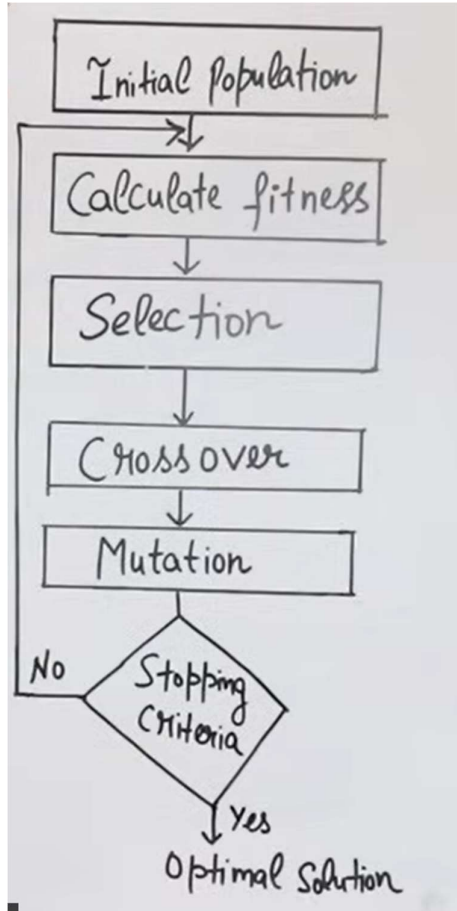 Initial Population
Calculate fitness
Selection
Crossover
Mutation
No
Stopping
Criteria
Yes
Optimal Solution